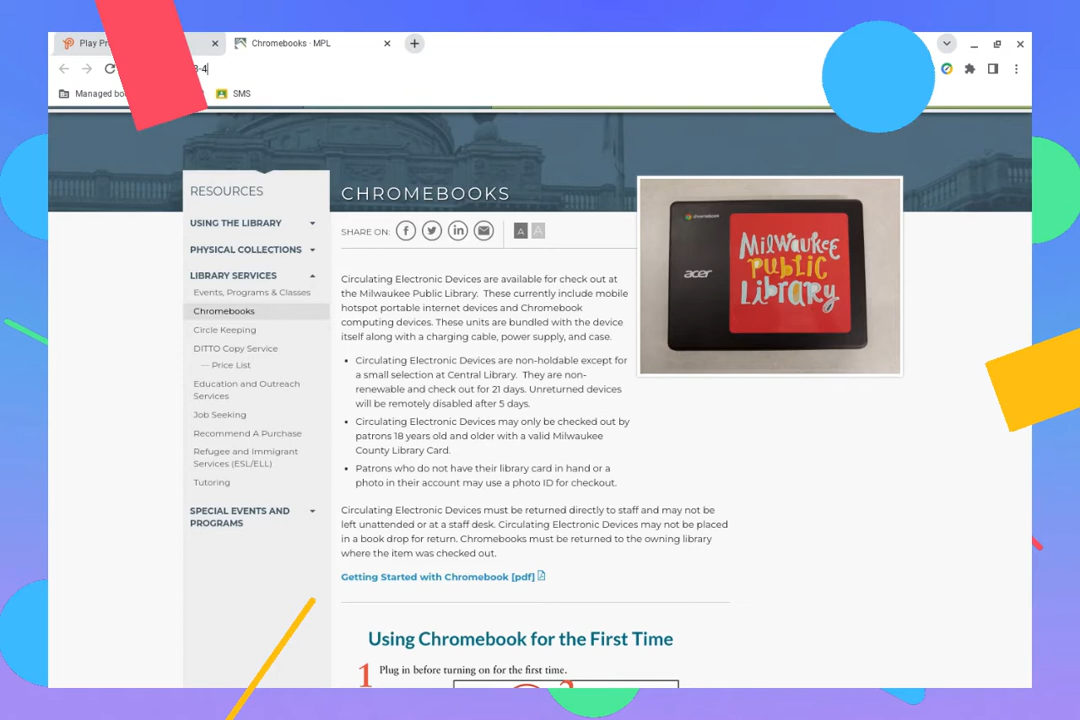 Play Pr
Chromebooks - MPL
3-4
Managed bo
SMS
RESOURCES
USING THE LIBRARY
PHYSICAL COLLECTIONS
LIBRARY SERVICES
Events, Programs & Classes
Chromebooks
Circle Keeping
DITTO Copy Service
— Price List
Education and Outreach
Services
Job Seeking
Recommend A Purchase
Refugee and Immigrant
Services (ESL/ELL)
Tutoring
SPECIAL EVENTS AND
PROGRAMS
CHROMEBOOKS
SHARE ON:
A A
Circulating Electronic Devices are available for check out at
the Milwaukee Public Library. These currently include mobile
hotspot portable internet devices and Chromebook
computing devices. These units are bundled with the device
itself along with a charging cable, power supply, and case.
• Circulating Electronic Devices are non-holdable except for
a small selection at Central Library. They are non-
renewable and check out for 21 days. Unreturned devices
will be remotely disabled after 5 days.
• Circulating Electronic Devices may only be checked out by
patrons 18 years old and older with a valid Milwaukee
County Library Card.
• Patrons who do not have their library card in hand or a
photo in their account may use a photo ID for checkout.
Circulating Electronic Devices must be returned directly to staff and may not be
left unattended or at a staff desk. Circulating Electronic Devices may not be placed
in a book drop for return. Chromebooks must be returned to the owning library
where the item was checked out.
Getting Started with Chromebook [pdf]
Using Chromebook for the First Time
1 Plug in before turning on for the first time.
chromebook
acer
Milwaukee
public
Library